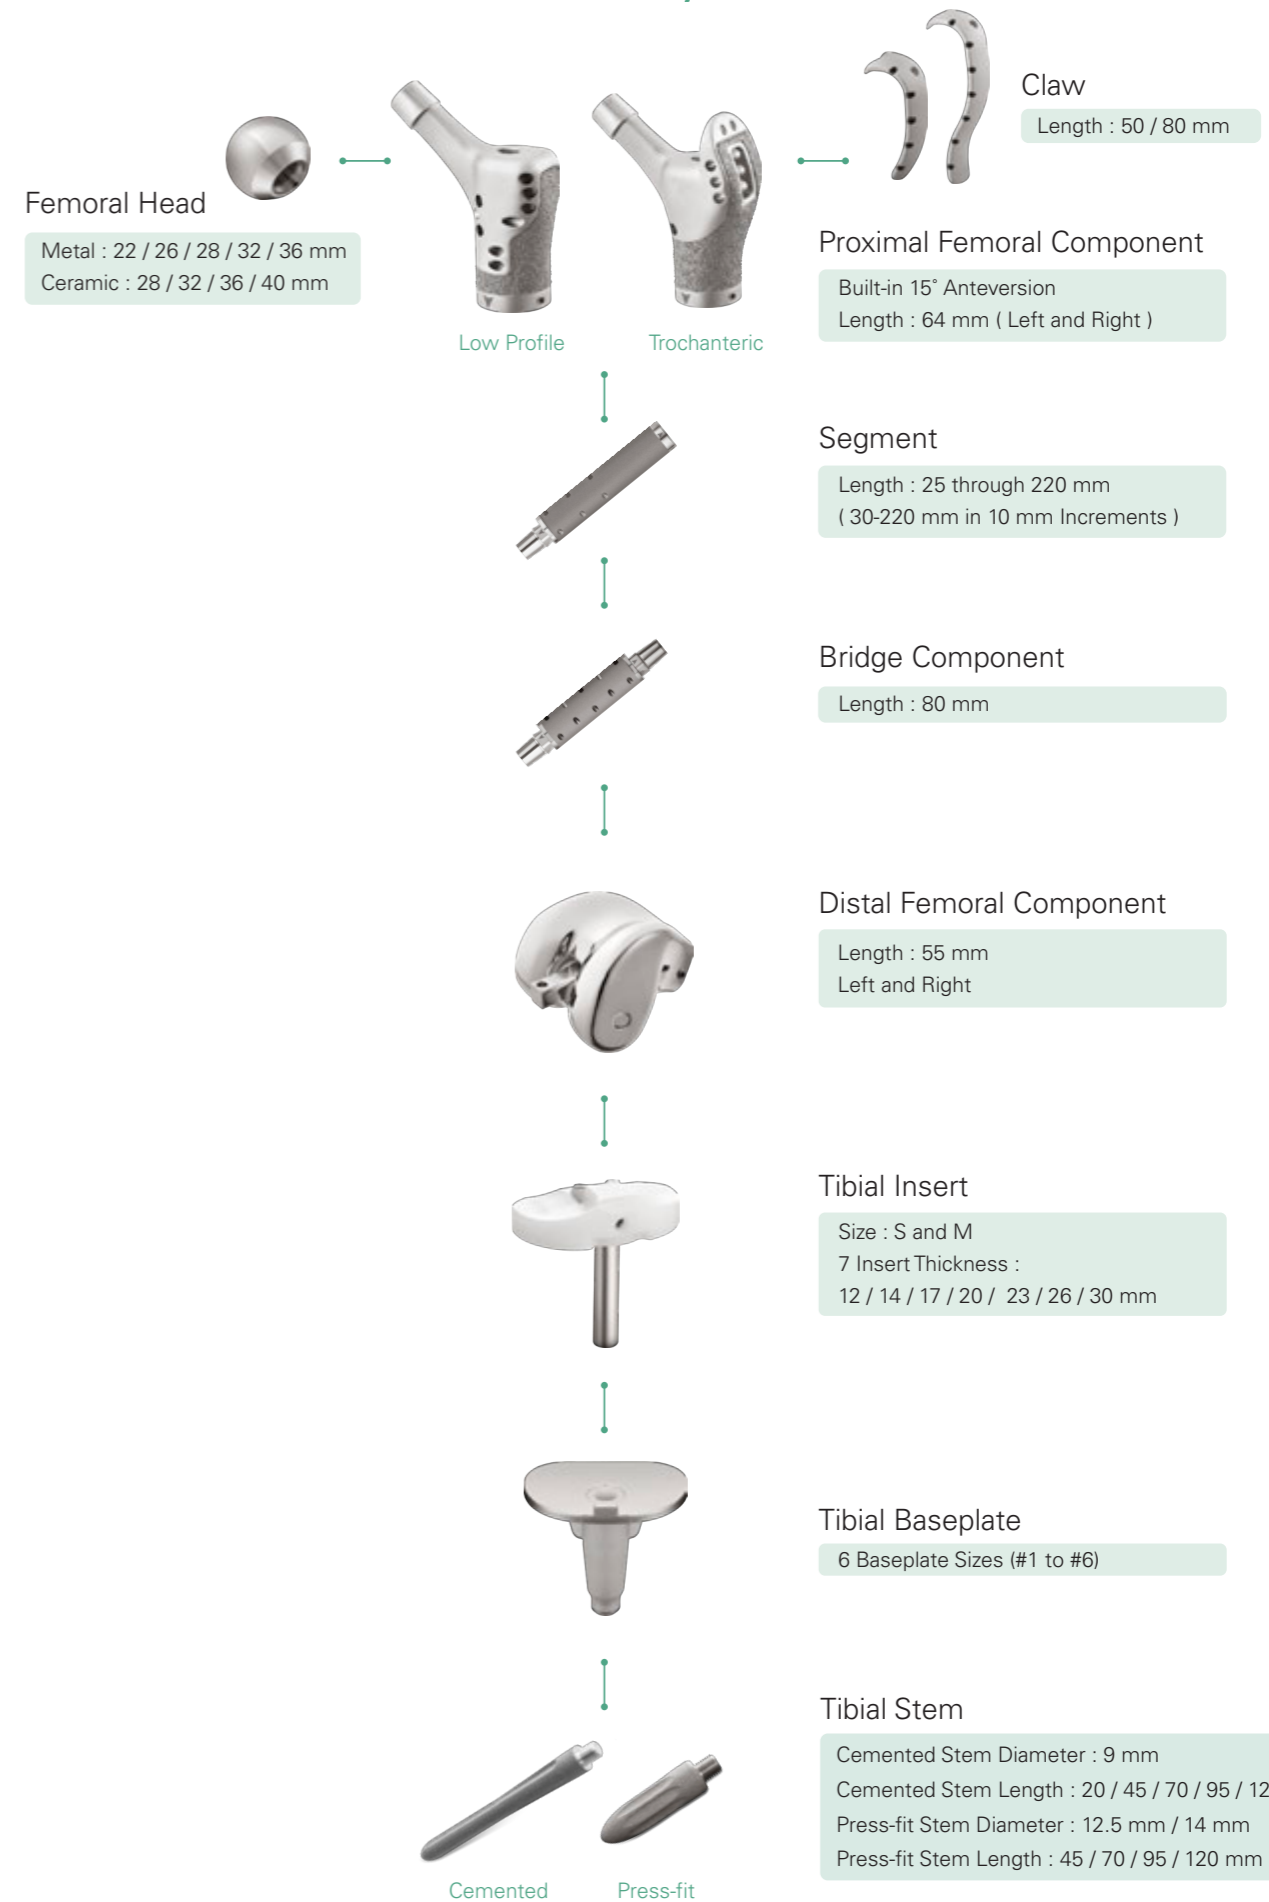 Claw
Length : 50 / 80 mm
Femoral Head
Metal : 22 / 26 / 28 / 32 / 36 mm
Ceramic : 28 / 32 / 36 / 40 mm
Proximal Femoral Component
Built-in 15° Anteversion
Length : 64 mm ( Left and Right )
Low Profile
Trochanteric
Segment
Length : 25 through 220 mm
( 30-220 mm in 10 mm Increments )
Bridge Component
Length : 80 mm
Distal Femoral Component
Length : 55 mm
Left and Right
Tibial Insert
Size : S and M
7 Insert Thickness :
12 / 14 / 17 / 20 / 23 / 26 / 30 mm
Tibial Baseplate
6 Baseplate Sizes (#1 to #6)
Tibial Stem
Cemented Stem Diameter : 9 mm
Cemented Stem Length : 20 / 45 / 70 / 95 / 12
Press-fit Stem Diameter : 12.5 mm / 14 mm
Press-fit Stem Length : 45 / 70 / 95 / 120 mm
Cemented
Press-fit